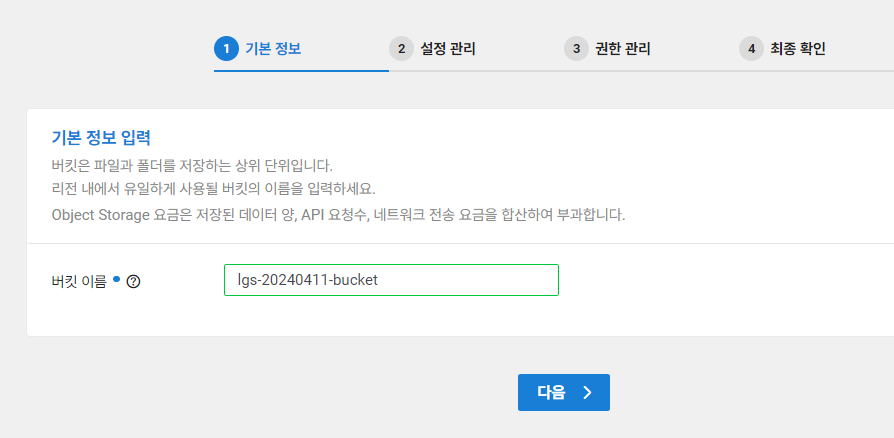 1 기본 정보 2 설정 관리 3 권한 관리 4 최종 확인
기본 정보 입력
버킷은 파일과 폴더를 저장하는 상위 단위입니다.
리전 내에서 유일하게 사용될 버킷의 이름을 입력하세요.
Object Storage 요금은 저장된 데이터 양, API 요청수, 네트워크 전송 요금을 합산하여 부과합니다.
버킷 이름 ? lgs-20240411-bucket
다음